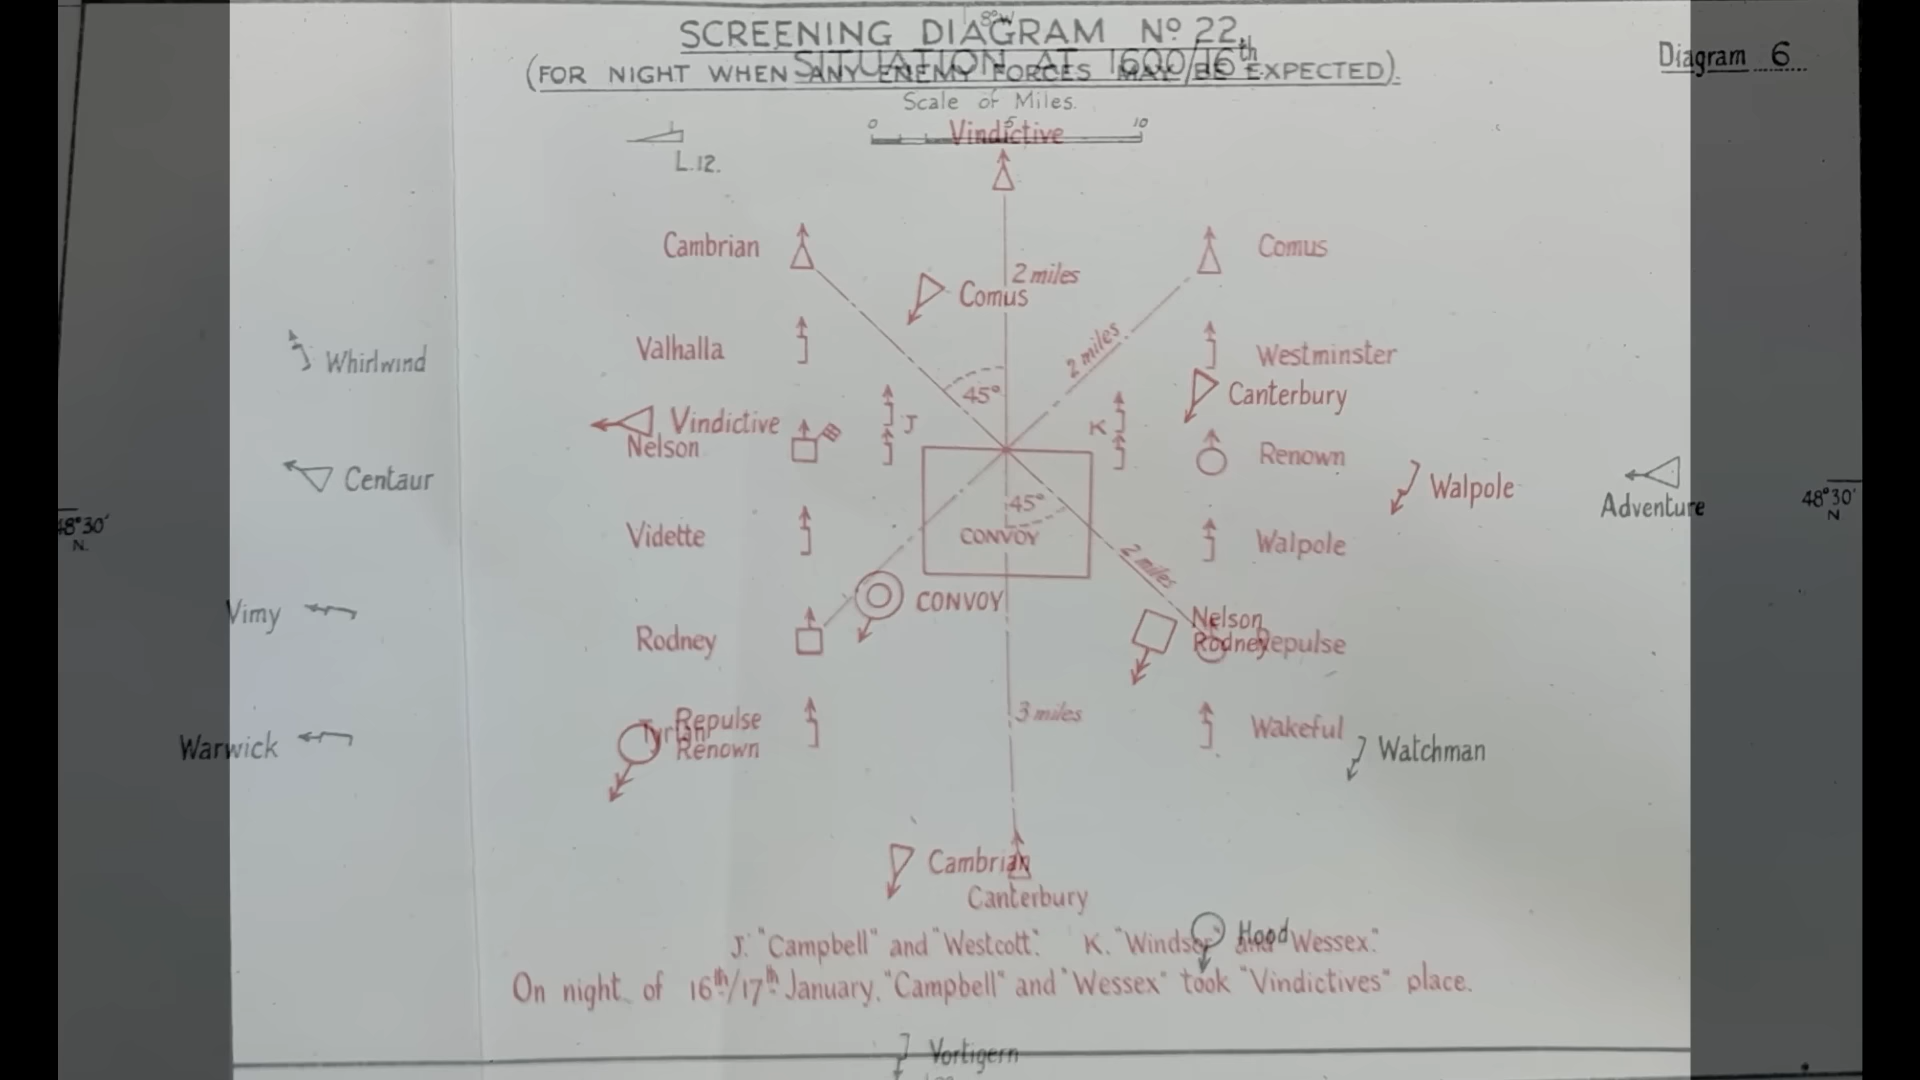 SCREENING DIAGRAM Nº 22.
SITUATION AT 1600/16th
(FOR NIGHT WHEN ANY ENEMY FORCES MAY BE EXPECTED).
Diagram 6
Scale of Miles.
0 5 10
Vindictive
L.12.
Cambrian
Comus
2 miles
Comus
2 miles
Valhalla
Westminster
Whirlwind
45°
Canterbury
Vindictive
J
K
Nelson
Renown
Centaur
Walpole
Adventure
48°30'
N
48°30'
N.
45°
Vidette
CONVOY
Walpole
2 miles
Vimy
CONVOY
Nelson
Rodney
Rodney
Repulse
3 miles
Repulse
Tyrian
Renown
Wakeful
Warwick
Watchman
Cambrian
Canterbury
Hood
J. "Campbell" and "Westcott". K. "Windsor" and "Wessex."
On night of 16th/17th January, "Campbell" and "Wessex" took "Vindictives" place.
Vortigern